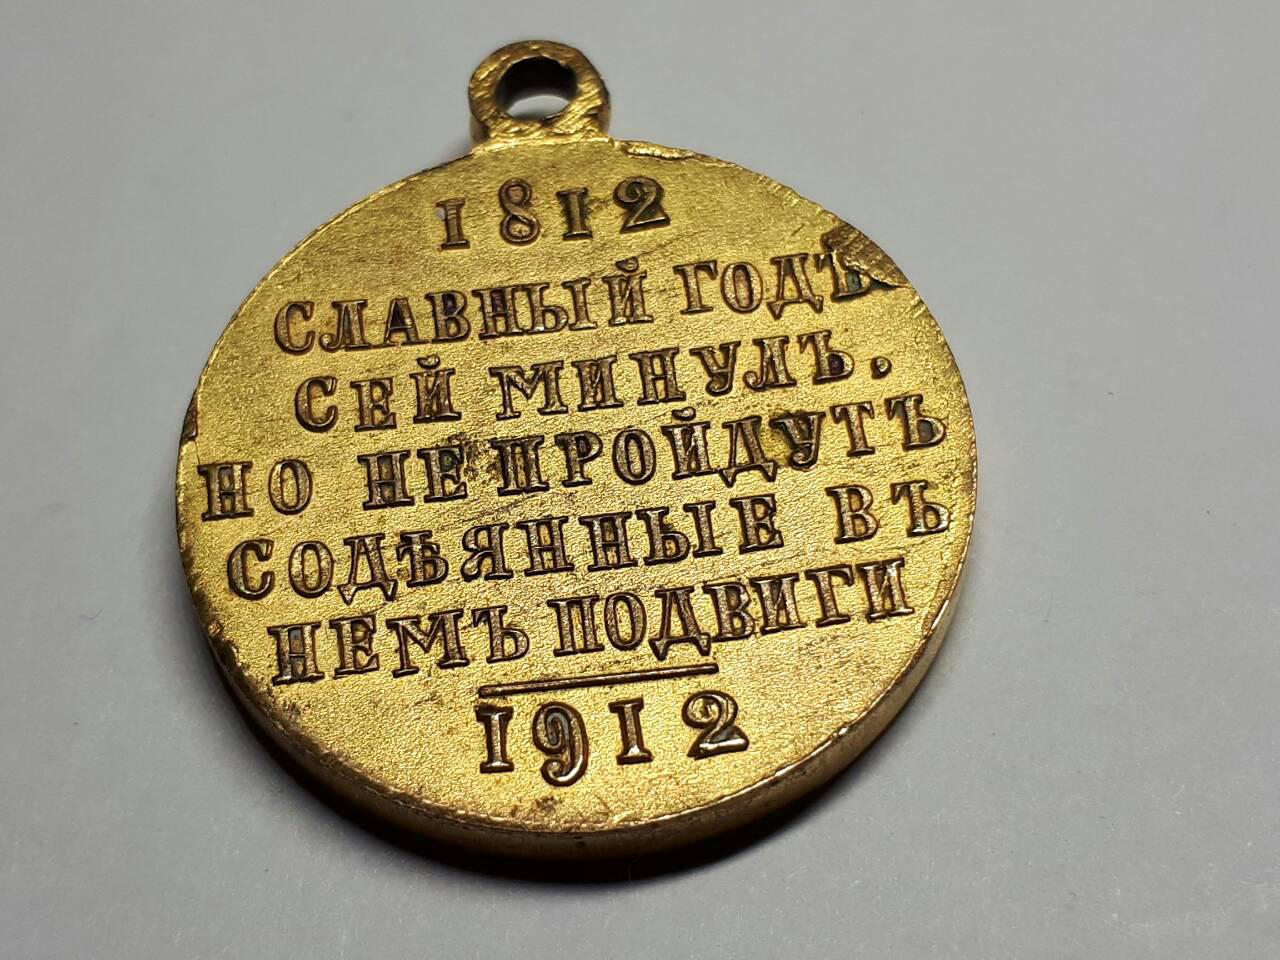 1812
СЛАВНЫЙ ГОДЪ
СЕЙ МИНУЛЪ.
НО НЕ ПРОЙДУТЪ
СОДѢЯННЫЕ ВЪ
НЕМЪ ПОДВИГИ
1912